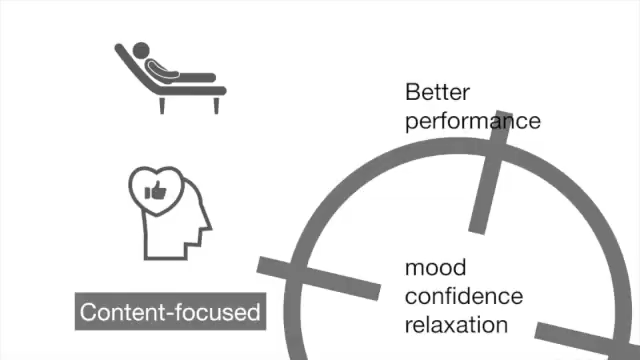 Better
performance
mood
confidence
relaxation
Content-focused